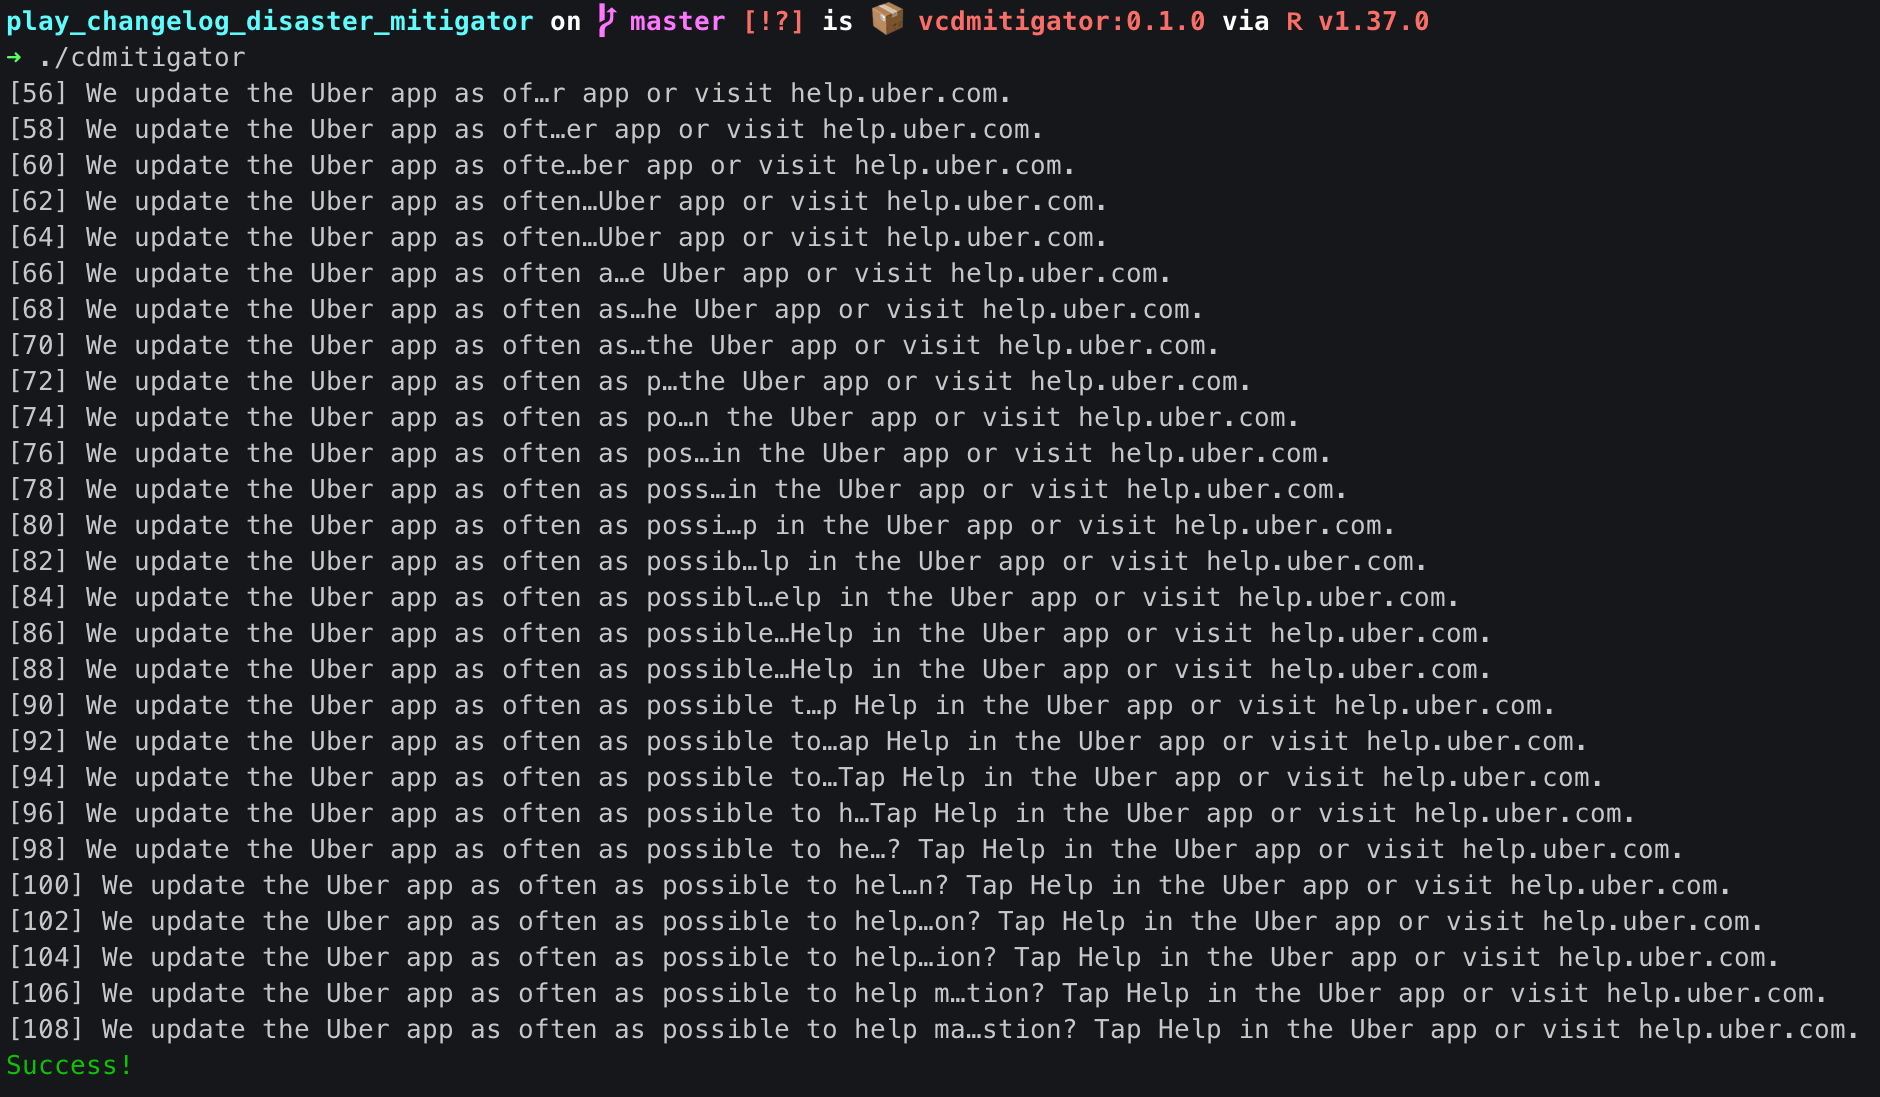 play_changelog_disaster_mitigator on master [!?] is 📦 vcdmitigator:0.1.0 via R v1.37.0
→ ./cdmitigator
[56] We update the Uber app as of…r app or visit help.uber.com.
[58] We update the Uber app as oft…er app or visit help.uber.com.
[60] We update the Uber app as ofte…ber app or visit help.uber.com.
[62] We update the Uber app as often…Uber app or visit help.uber.com.
[64] We update the Uber app as often…Uber app or visit help.uber.com.
[66] We update the Uber app as often a…e Uber app or visit help.uber.com.
[68] We update the Uber app as often as…he Uber app or visit help.uber.com.
[70] We update the Uber app as often as…the Uber app or visit help.uber.com.
[72] We update the Uber app as often as p…the Uber app or visit help.uber.com.
[74] We update the Uber app as often as po…n the Uber app or visit help.uber.com.
[76] We update the Uber app as often as pos…in the Uber app or visit help.uber.com.
[78] We update the Uber app as often as poss…in the Uber app or visit help.uber.com.
[80] We update the Uber app as often as possi…p in the Uber app or visit help.uber.com.
[82] We update the Uber app as often as possib…lp in the Uber app or visit help.uber.com.
[84] We update the Uber app as often as possibl…elp in the Uber app or visit help.uber.com.
[86] We update the Uber app as often as possible…Help in the Uber app or visit help.uber.com.
[88] We update the Uber app as often as possible…Help in the Uber app or visit help.uber.com.
[90] We update the Uber app as often as possible t…p Help in the Uber app or visit help.uber.com.
[92] We update the Uber app as often as possible to…ap Help in the Uber app or visit help.uber.com.
[94] We update the Uber app as often as possible to…Tap Help in the Uber app or visit help.uber.com.
[96] We update the Uber app as often as possible to h…Tap Help in the Uber app or visit help.uber.com.
[98] We update the Uber app as often as possible to he…? Tap Help in the Uber app or visit help.uber.com.
[100] We update the Uber app as often as possible to hel…n? Tap Help in the Uber app or visit help.uber.com.
[102] We update the Uber app as often as possible to help…on? Tap Help in the Uber app or visit help.uber.com.
[104] We update the Uber app as often as possible to help…ion? Tap Help in the Uber app or visit help.uber.com.
[106] We update the Uber app as often as possible to help m…tion? Tap Help in the Uber app or visit help.uber.com.
[108] We update the Uber app as often as possible to help ma…stion? Tap Help in the Uber app or visit help.uber.com.
Success!